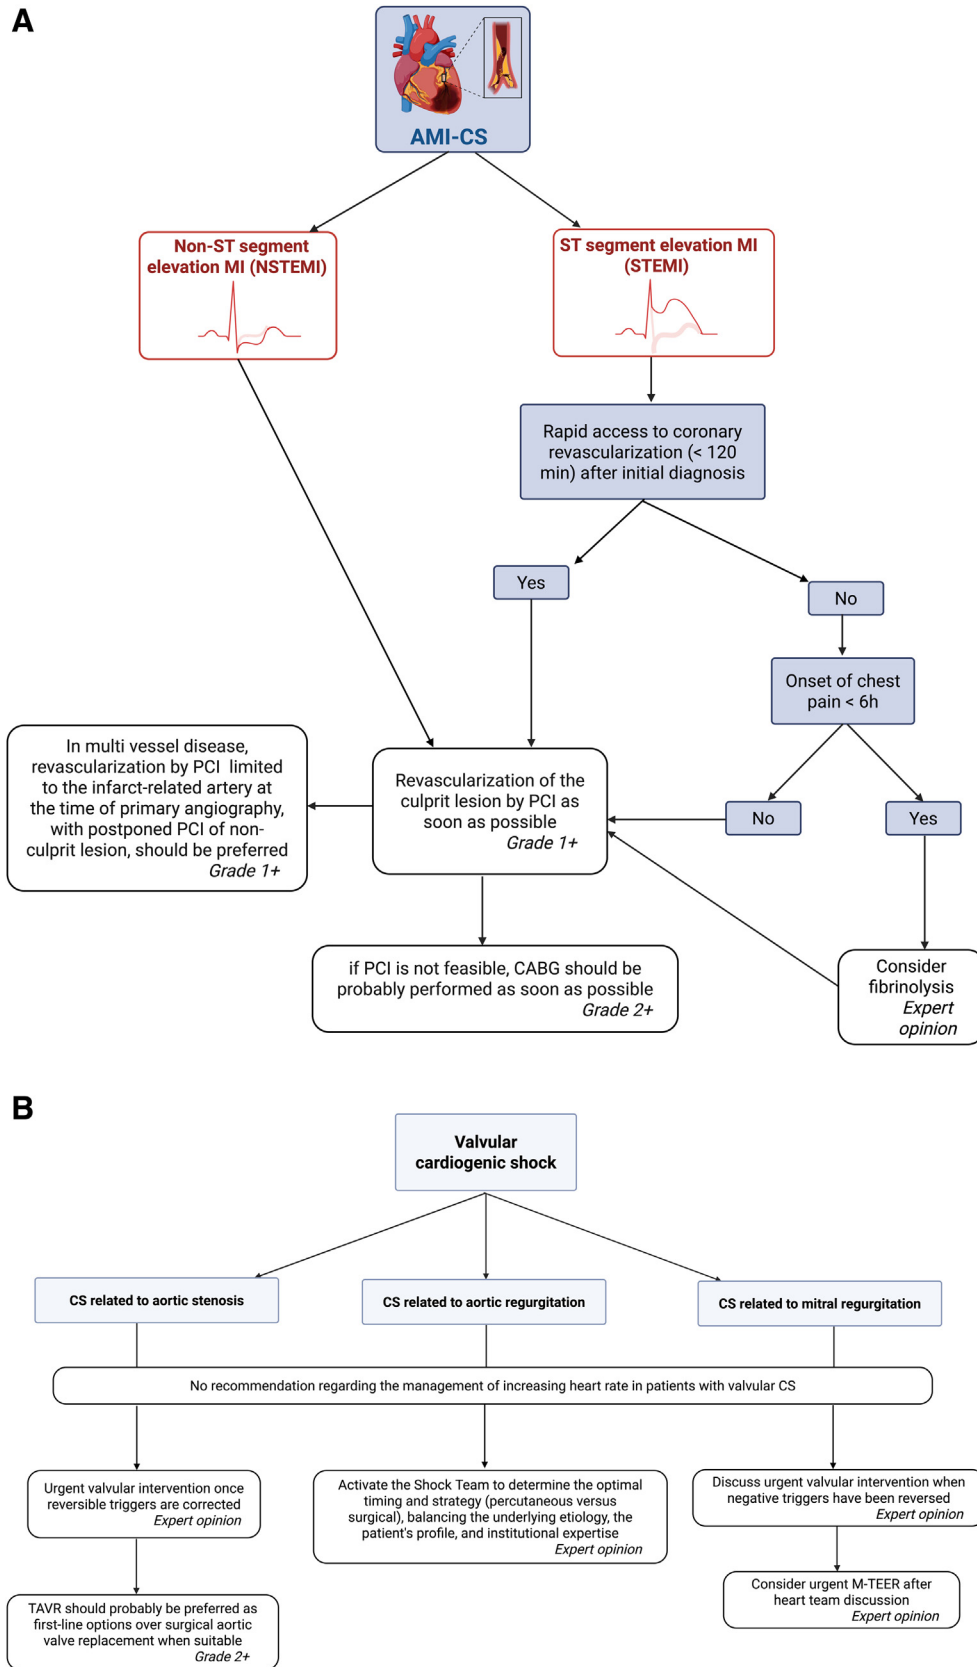 A
AMI-CS
Non-ST segment
elevation MI (NSTEMI)
ST segment elevation MI
(STEMI)
Rapid access to coronary
revascularization (< 120
min) after initial diagnosis
Yes
No
Onset of chest
pain < 6h
In multi vessel disease,
revascularization by PCI limited
to the infarct-related artery at
the time of primary angiography,
with postponed PCI of non-
culprit lesion, should be preferred
Grade 1+
Revascularization of the
culprit lesion by PCI as
soon as possible
Grade 1+
No
Yes
if PCI is not feasible, CABG should be
probably performed as soon as possible
Grade 2+
Consider
fibrinolysis
Expert
opinion
B
Valvular
cardiogenic shock
CS related to aortic stenosis
CS related to aortic regurgitation
CS related to mitral regurgitation
No recommendation regarding the management of increasing heart rate in patients with valvular CS
Urgent valvular intervention once
reversible triggers are corrected
Expert opinion
Activate the Shock Team to determine the optimal
timing and strategy (percutaneous versus
surgical), balancing the underlying etiology, the
patient's profile, and institutional expertise
Expert opinion
Discuss urgent valvular intervention when
negative triggers have been reversed
Expert opinion
TAVR should probably be preferred as
first-line options over surgical aortic
valve replacement when suitable
Grade 2+
Consider urgent M-TEER after
heart team discussion
Expert opinion